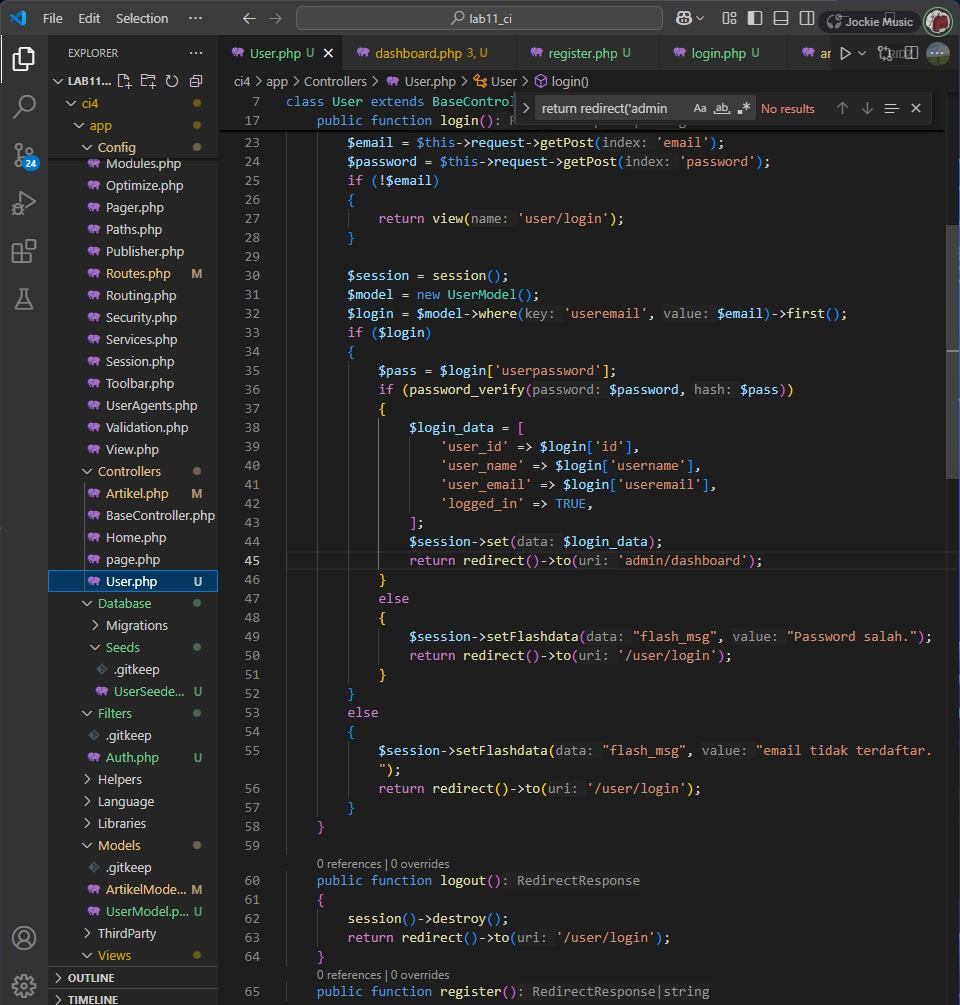 File Edit Selection ··· lab11_ci Jockie Music
EXPLORER ···
User.php U dashboard.php 3, U register.php U login.php U
LAB11...
ci4 > app > Controllers > User.php > User > login()
ci4
app
Config
Modules.php
Optimize.php
Pager.php
Paths.php
Publisher.php
Routes.php M
Routing.php
Security.php
Services.php
Session.php
Toolbar.php
UserAgents.php
Validation.php
View.php
Controllers
Artikel.php M
BaseController.php
Home.php
page.php
User.php U
Database
Migrations
Seeds
.gitkeep
UserSeede... U
Filters
.gitkeep
Auth.php U
Helpers
Language
Libraries
Models
.gitkeep
ArtikelMode... M
UserModel.p... U
ThirdParty
Views
OUTLINE
TIMELINE
24
return redirect('admin Aa ab .* No results
7 class User extends BaseContro
17 public function login():
23 $email = $this->request->getPost(index: 'email');
24 $password = $this->request->getPost(index: 'password');
25 if (!$email)
26 {
27 return view(name: 'user/login');
28 }
29
30 $session = session();
31 $model = new UserModel();
32 $login = $model->where(key: 'useremail', value: $email)->first();
33 if ($login)
34 {
35 $pass = $login['userpassword'];
36 if (password_verify(password: $password, hash: $pass))
37 {
38 $login_data = [
39 'user_id' => $login['id'],
40 'user_name' => $login['username'],
41 'user_email' => $login['useremail'],
42 'logged_in' => TRUE,
43 ];
44 $session->set(data: $login_data);
45 return redirect()->to(uri: 'admin/dashboard');
46 }
47 else
48 {
49 $session->setFlashdata(data: "flash_msg", value: "Password salah.");
50 return redirect()->to(uri: '/user/login');
51 }
52 }
53 else
54 {
55 $session->setFlashdata(data: "flash_msg", value: "email tidak terdaftar.
");
56 return redirect()->to(uri: '/user/login');
57 }
58 }
59
0 references | 0 overrides
60 public function logout(): RedirectResponse
61 {
62 session()->destroy();
63 return redirect()->to(uri: '/user/login');
64 }
0 references | 0 overrides
65 public function register(): RedirectResponse|string